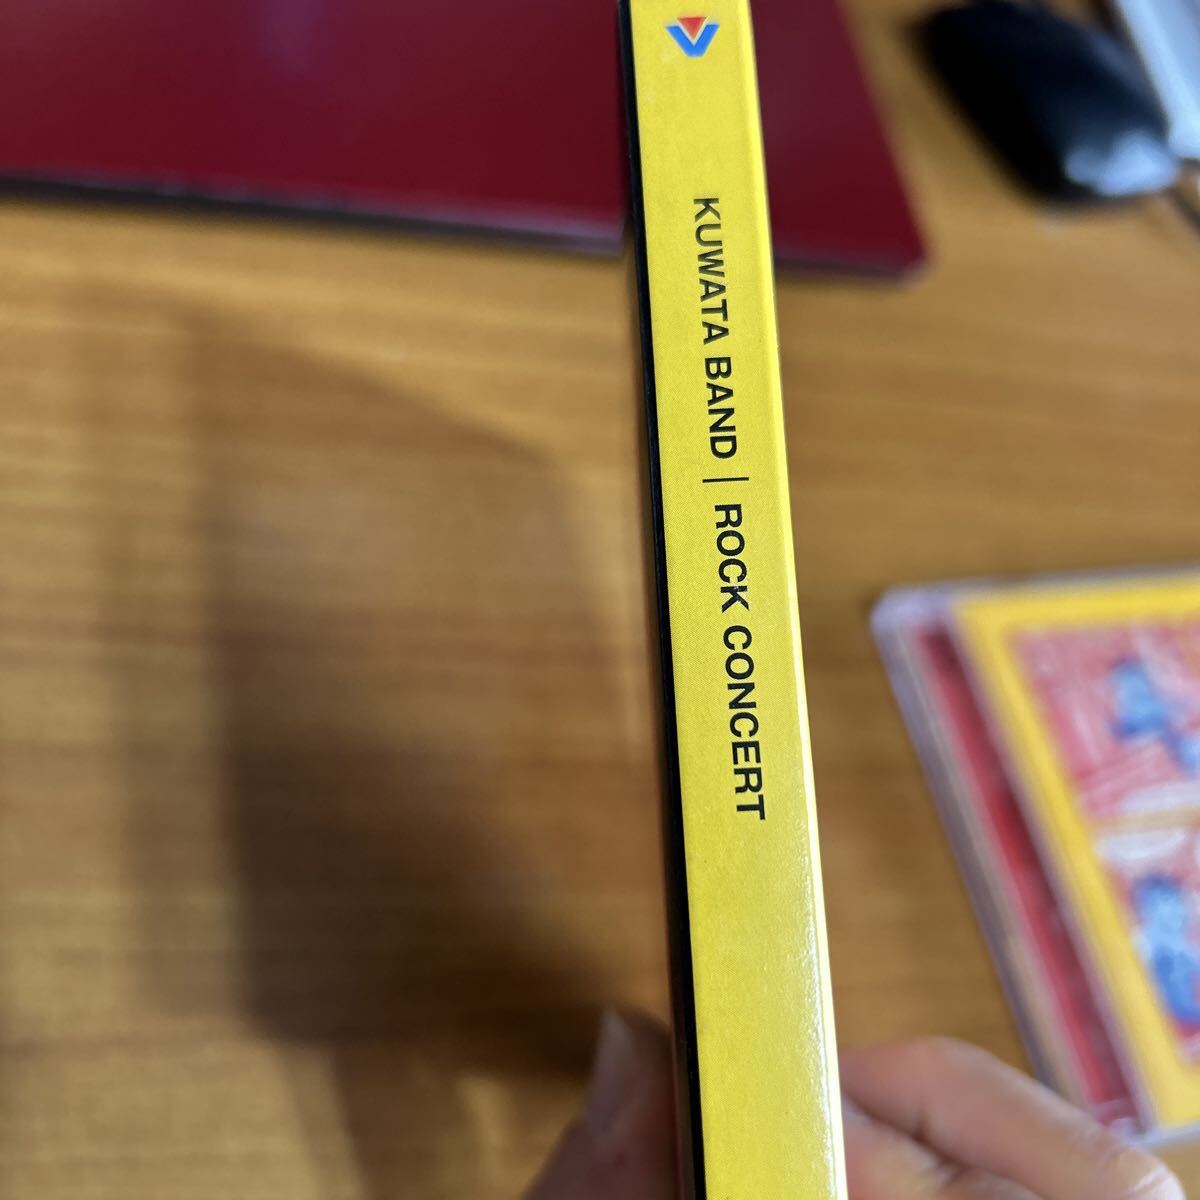 KUWATA BAND | ROCK CONCERT